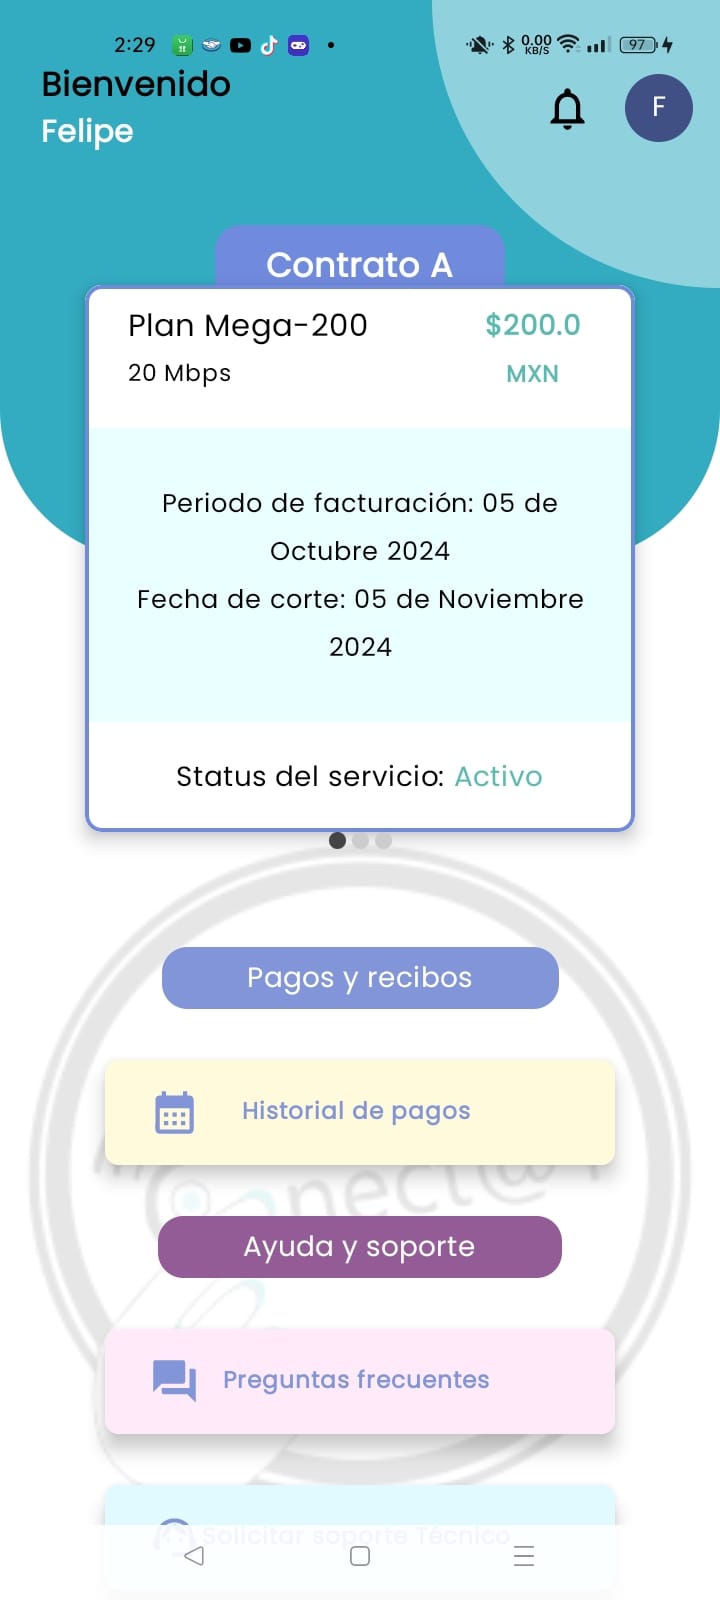 2:29
0.00
KB/S
97
Bienvenido
Felipe
F
Contrato A
Plan Mega-200
$200.0
20 Mbps
MXN
Periodo de facturación: 05 de
Octubre 2024
Fecha de corte: 05 de Noviembre
2024
Status del servicio: Activo
Pagos y recibos
Historial de pagos
Ayuda y soporte
Preguntas frecuentes
Solicitar soporte Técnico